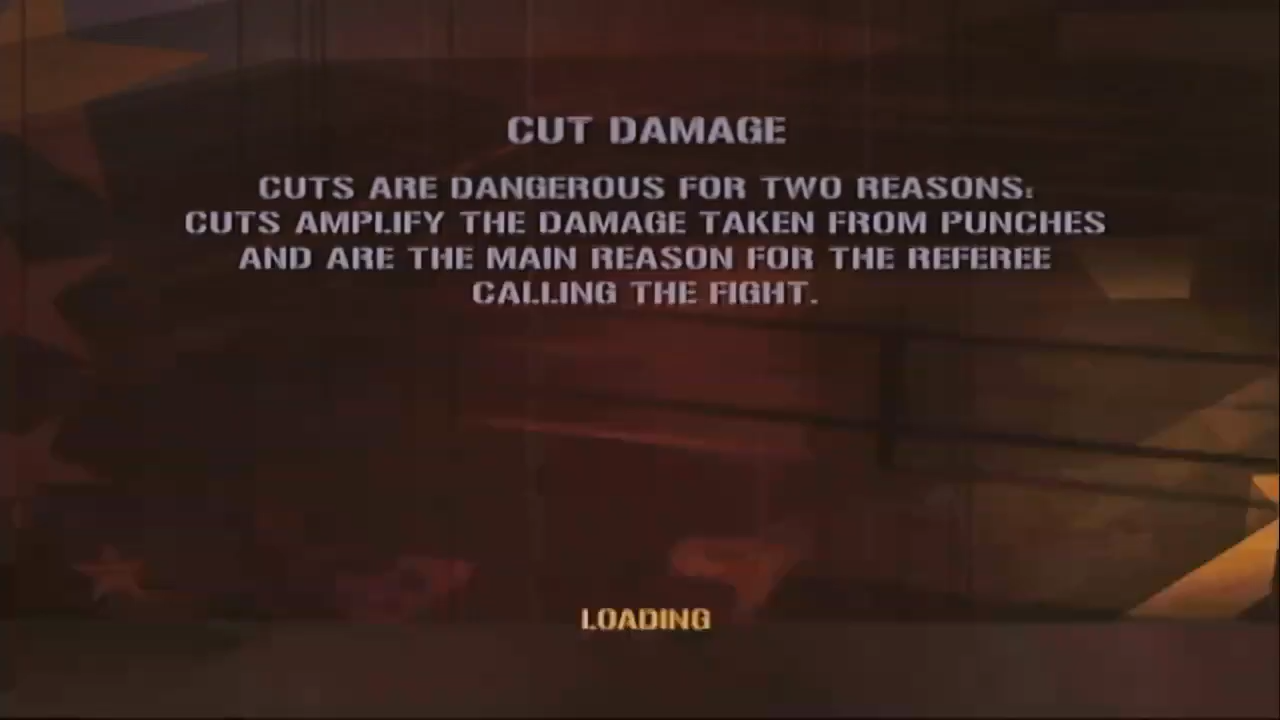 CUT DAMAGE
CUTS ARE DANGEROUS FOR TWO REASONS:
CUTS AMPLIFY THE DAMAGE TAKEN FROM PUNCHES
AND ARE THE MAIN REASON FOR THE REFEREE
CALLING THE FIGHT.
LOADING